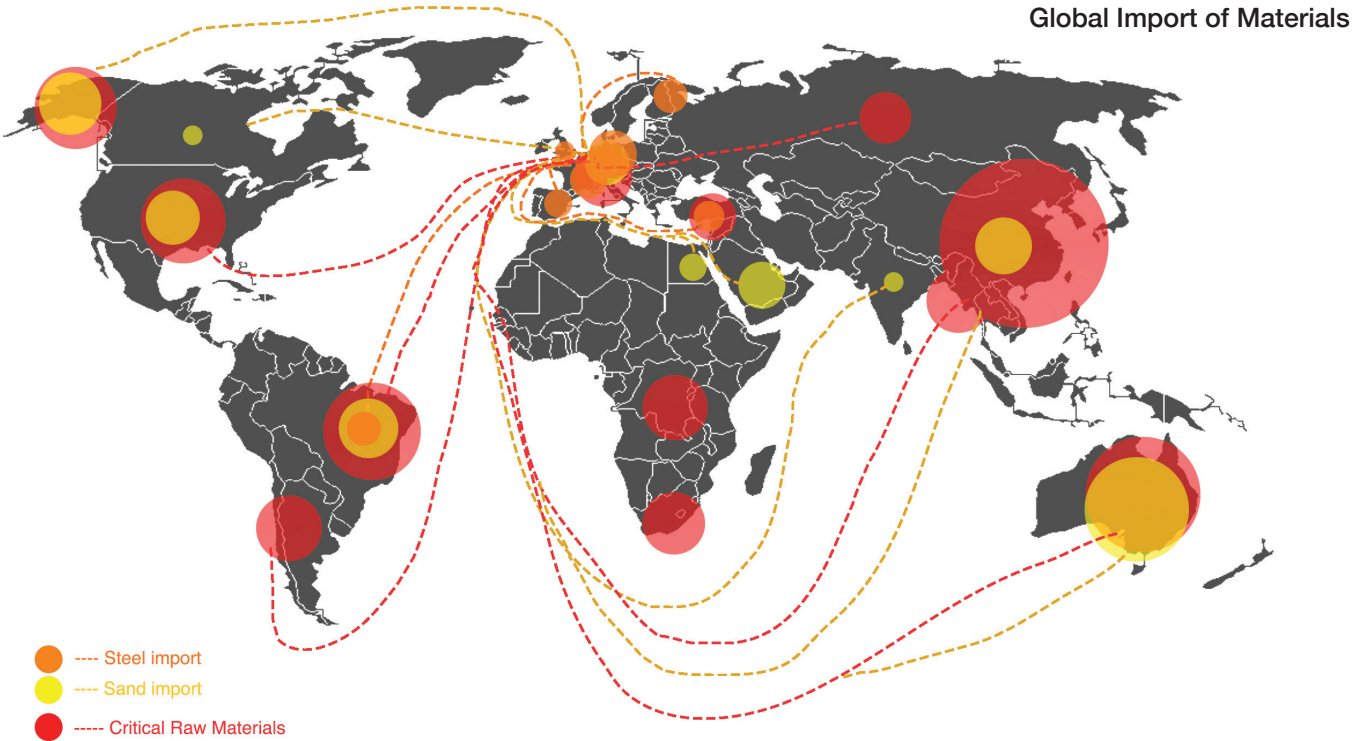 Global Import of Materials
---- Steel import
---- Sand import
----- Critical Raw Materials